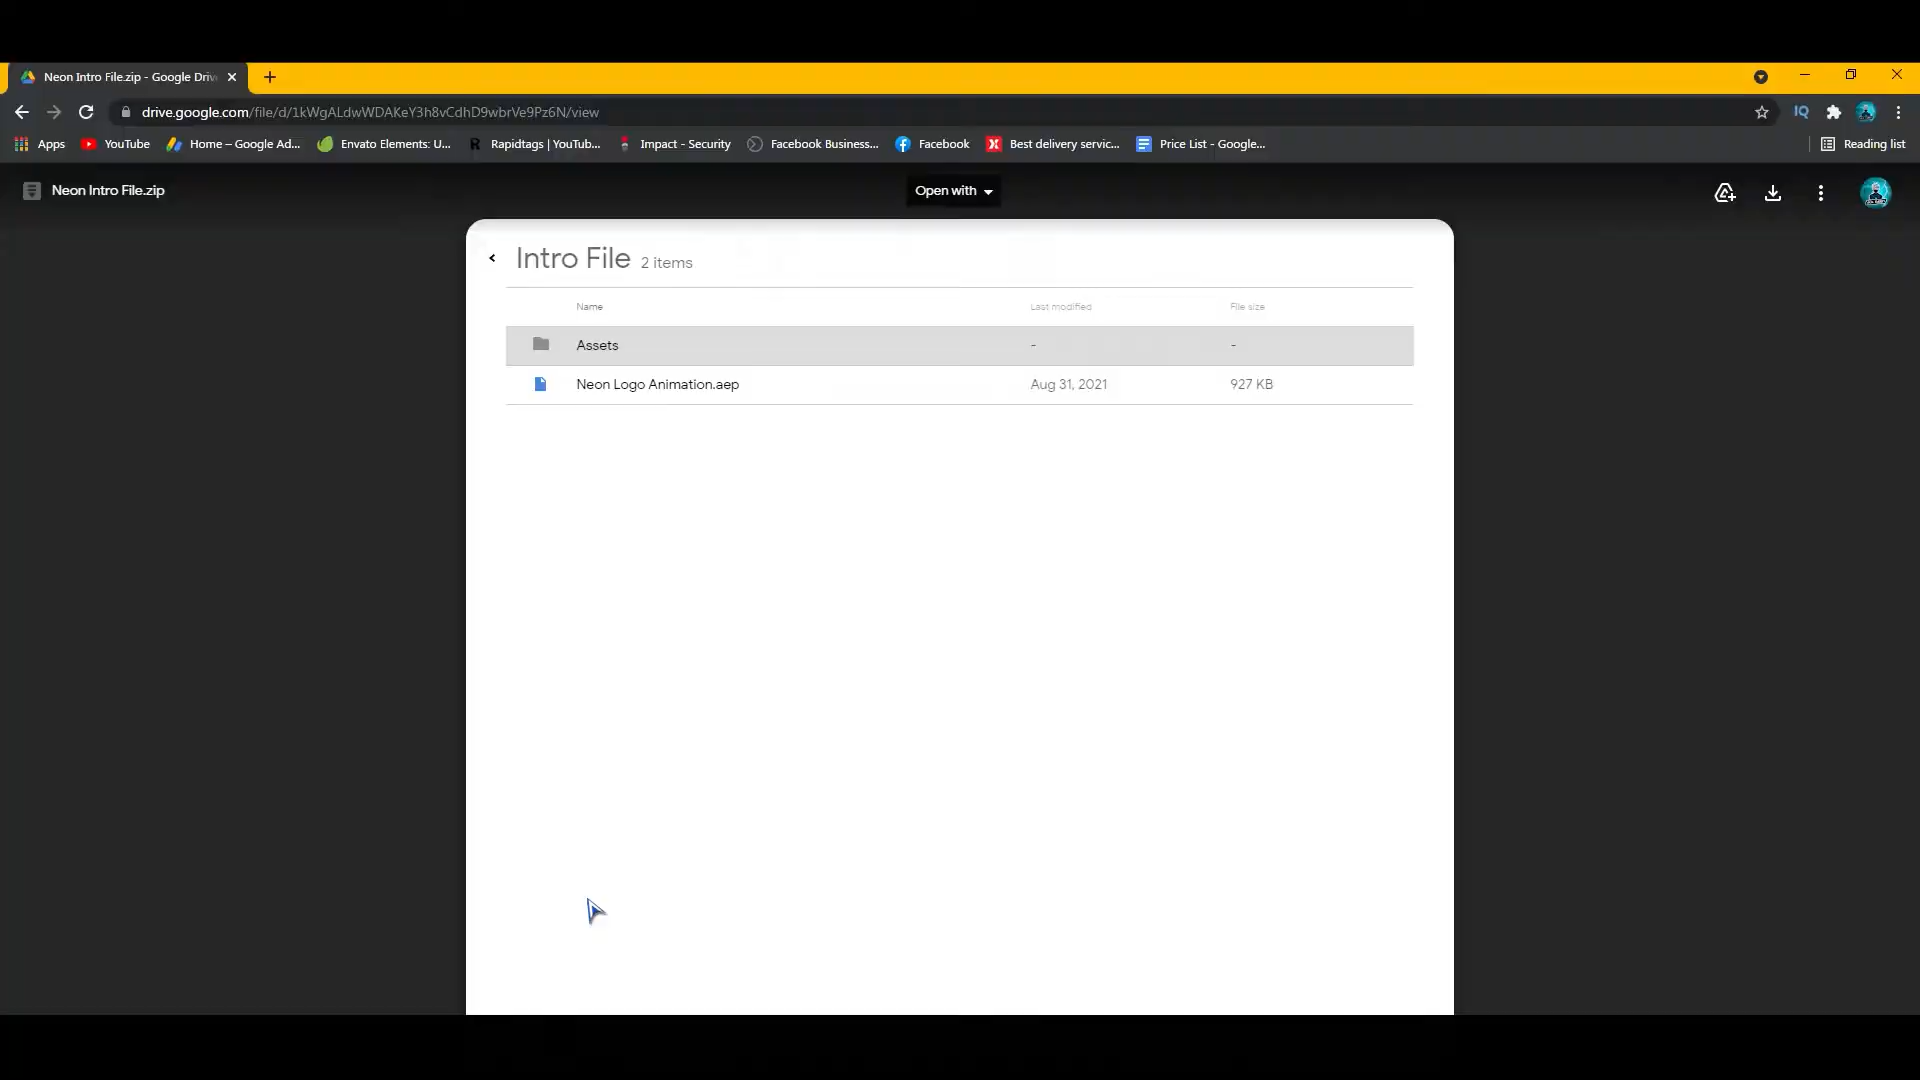 Neon Intro File.zip - Google Driv
drive.google.com/file/d/1kWgALdwWDAKeY3h8vCdhD9wbrVe9Pz6N/view
IQ
Apps YouTube Home – Google Ad... Envato Elements: U... Rapidtags | YouTub... Impact - Security Facebook Business... Facebook Best delivery servic... Price List - Google... Reading list
Neon Intro File.zip Open with
Intro File 2 items
Name Last modified File size
Assets - -
Neon Logo Animation.aep Aug 31, 2021 927 KB